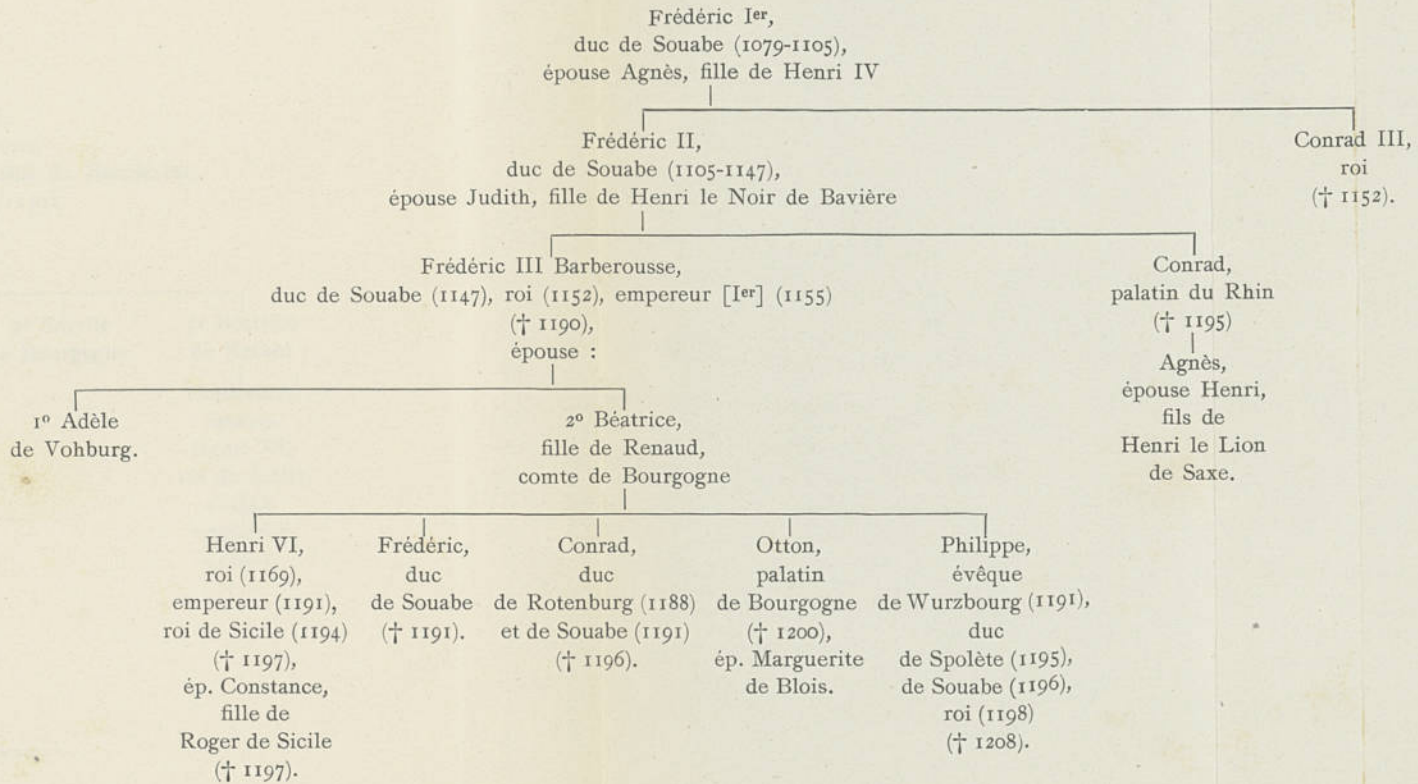 Frédéric Ier,
duc de Souabe (1079-1105),
épouse Agnès, fille de Henri IV
Frédéric II,
duc de Souabe (1105-1147),
épouse Judith, fille de Henri le Noir de Bavière
Conrad III,
roi
(† 1152).
Frédéric III Barberousse,
duc de Souabe (1147), roi (1152), empereur [Ier] (1155)
(† 1190),
épouse :
Conrad,
palatin du Rhin
(† 1195)
Agnès,
épouse Henri,
fils de
Henri le Lion
de Saxe.
1º Adèle
de Vohburg.
2º Béatrice,
fille de Renaud,
comte de Bourgogne
Henri VI,
roi (1169),
empereur (1191),
roi de Sicile (1194)
(† 1197),
ép. Constance,
fille de
Roger de Sicile
(† 1197).
Frédéric,
duc
de Souabe
(† 1191).
Conrad,
duc
de Rotenburg (1188)
et de Souabe (1191)
(† 1196).
Otton,
palatin
de Bourgogne
(† 1200),
ép. Marguerite
de Blois.
Philippe,
évêque
de Wurzbourg (1191),
duc
de Spolète (1195),
de Souabe (1196),
roi (1198)
(† 1208).